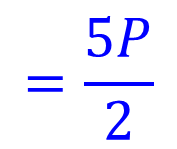 = 5P/2